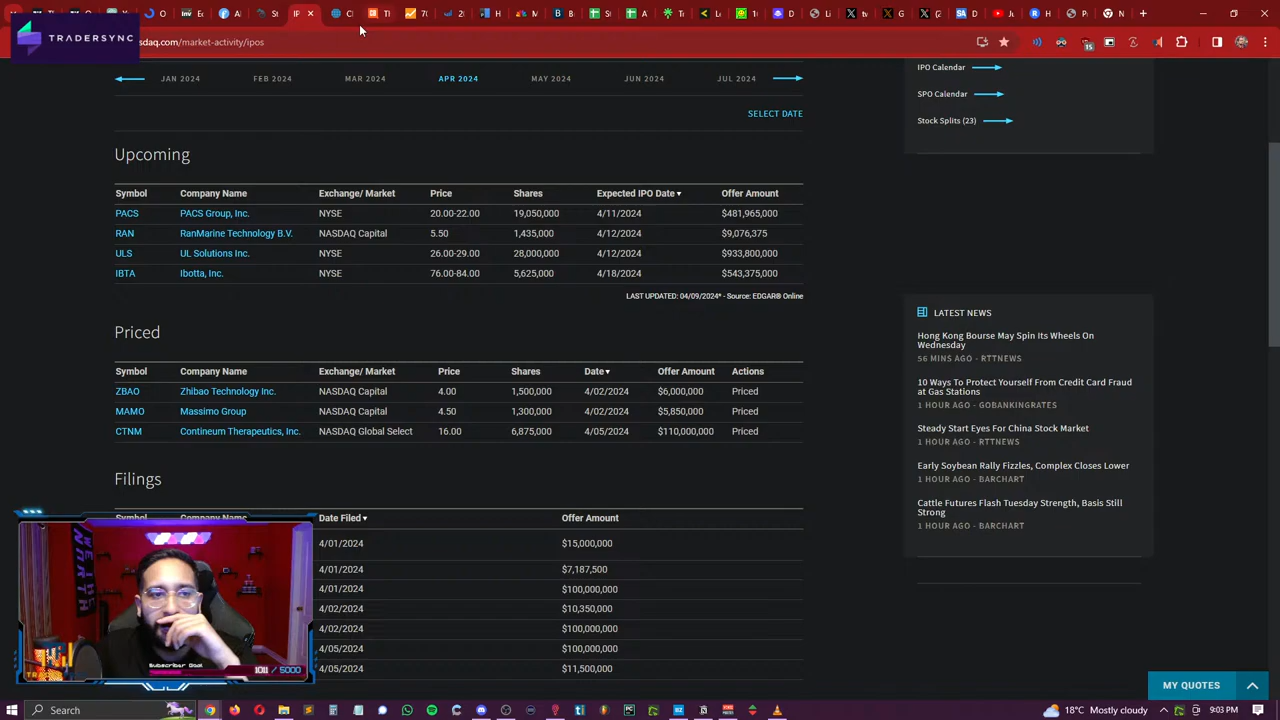 TRADERSYNC
sdaq.com/market-activity/ipos
JAN 2024 FEB 2024 MAR 2024 APR 2024 MAY 2024 JUN 2024 JUL 2024
SELECT DATE
Upcoming
Symbol Company Name Exchange/ Market Price Shares Expected IPO Date Offer Amount
PACS PACS Group, Inc. NYSE 20.00-22.00 19,050,000 4/11/2024 $481,965,000
RAN RanMarine Technology B.V. NASDAQ Capital 5.50 1,435,000 4/12/2024 $9,076,375
ULS UL Solutions Inc. NYSE 26.00-29.00 28,000,000 4/12/2024 $933,800,000
IBTA Ibotta, Inc. NYSE 76.00-84.00 5,625,000 4/18/2024 $543,375,000
LAST UPDATED: 04/09/2024* - Source: EDGAR® Online
Priced
Symbol Company Name Exchange/ Market Price Shares Date Offer Amount Actions
ZBAO Zhibao Technology Inc. NASDAQ Capital 4.00 1,500,000 4/02/2024 $6,000,000 Priced
MAMO Massimo Group NASDAQ Capital 4.50 1,300,000 4/02/2024 $5,850,000 Priced
CTNM Contineum Therapeutics, Inc. NASDAQ Global Select 16.00 6,875,000 4/05/2024 $110,000,000 Priced
Filings
Symbol Company Name Date Filed Offer Amount
4/01/2024 $15,000,000
4/01/2024 $7,187,500
4/01/2024 $100,000,000
4/02/2024 $10,350,000
4/02/2024 $100,000,000
4/05/2024 $100,000,000
4/05/2024 $11,500,000
IPO Calendar
SPO Calendar
Stock Splits (23)
LATEST NEWS
Hong Kong Bourse May Spin Its Wheels On
Wednesday
56 MINS AGO - RTTNEWS
10 Ways To Protect Yourself From Credit Card Fraud
at Gas Stations
1 HOUR AGO - GOBANKINGRATES
Steady Start Eyes For China Stock Market
1 HOUR AGO - RTTNEWS
Early Soybean Rally Fizzles, Complex Closes Lower
1 HOUR AGO - BARCHART
Cattle Futures Flash Tuesday Strength, Basis Still
Strong
1 HOUR AGO - BARCHART
MY QUOTES
Subscriber Goal
1011 / 5000
Search
18°C Mostly cloudy
9:03 PM